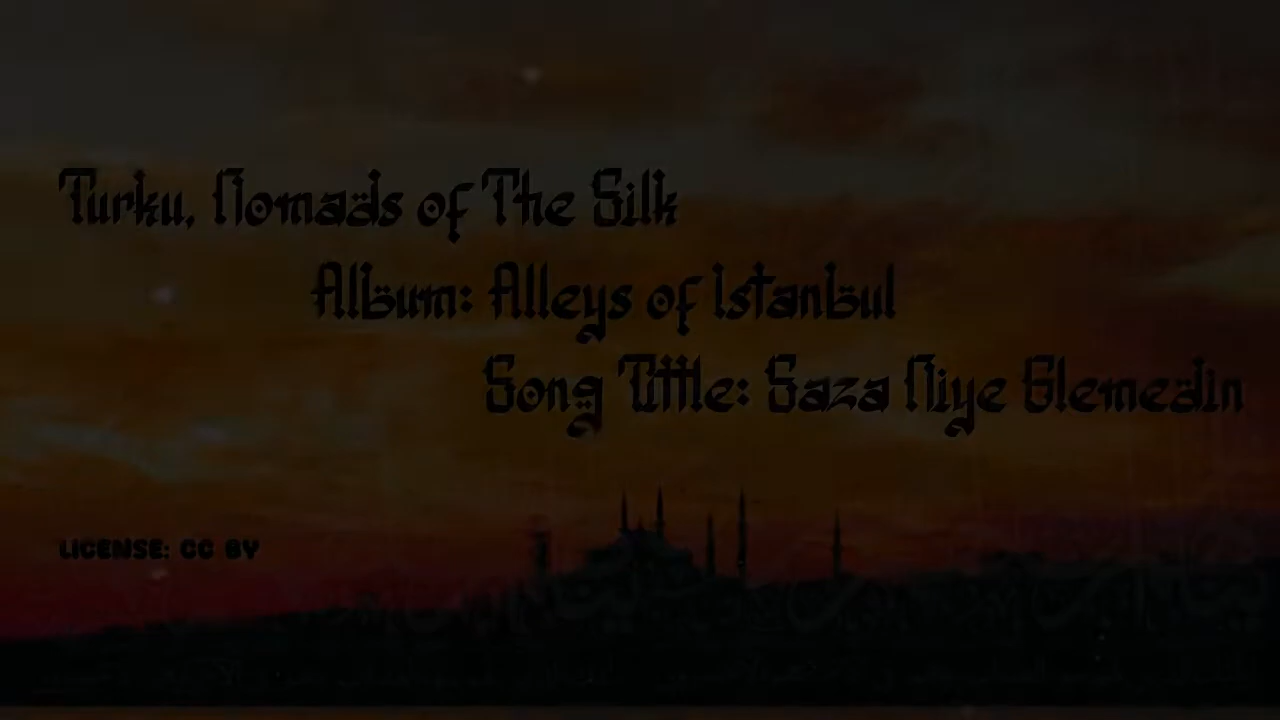 Turku, Nomads of The Silk
Album: Alleys of Istanbul
Song Tittle: Saza Niye Glemedin
LICENSE: CC BY